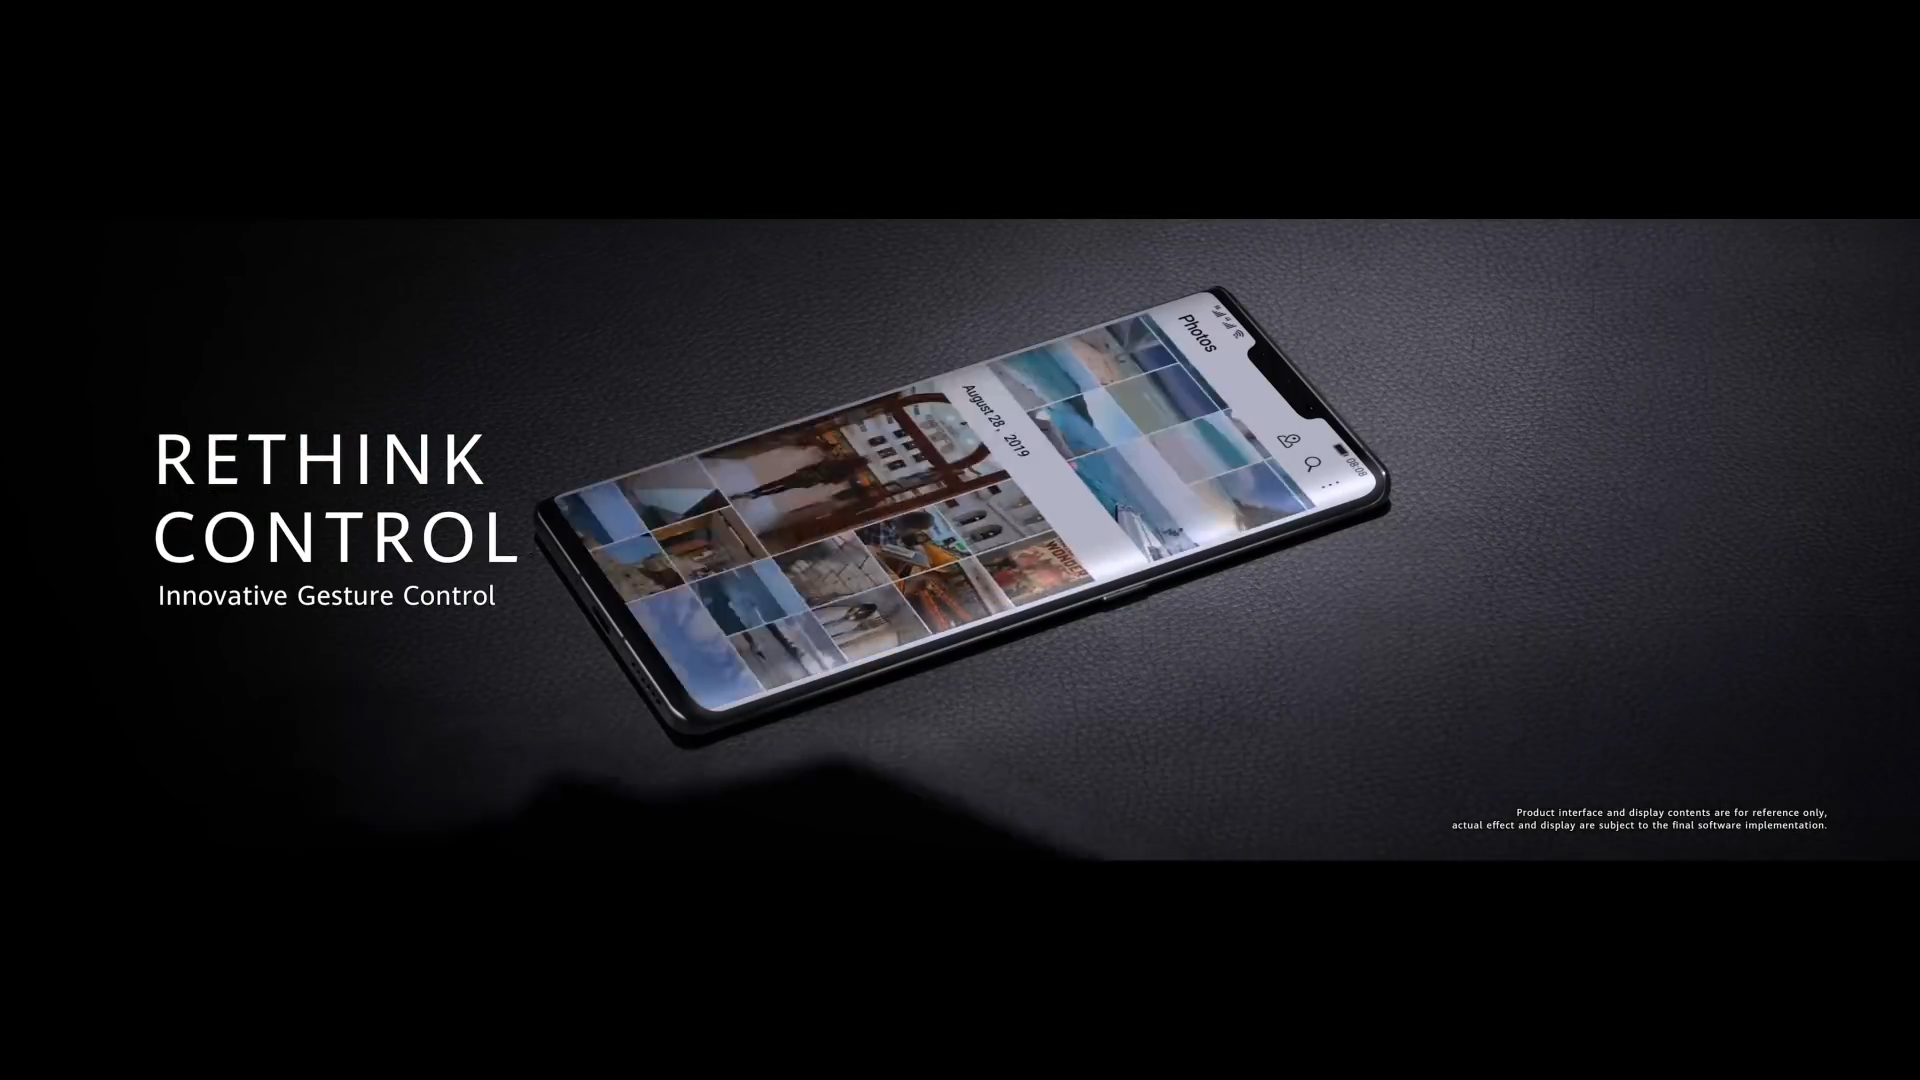 RETHINK
CONTROL
Innovative Gesture Control
Photos
08:08
August 28, 2019
WONDER
Product interface and display contents are for reference only,
actual effect and display are subject to the final software implementation.